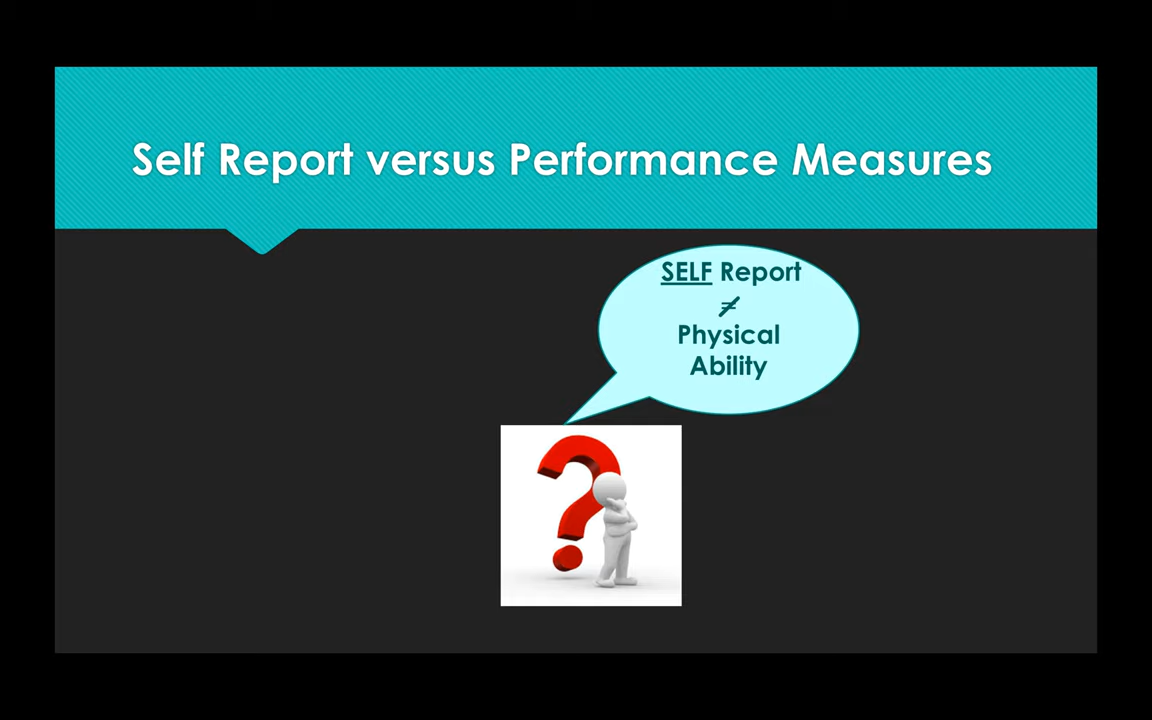 Self Report versus Performance Measures
SELF Report
≠
Physical
Ability